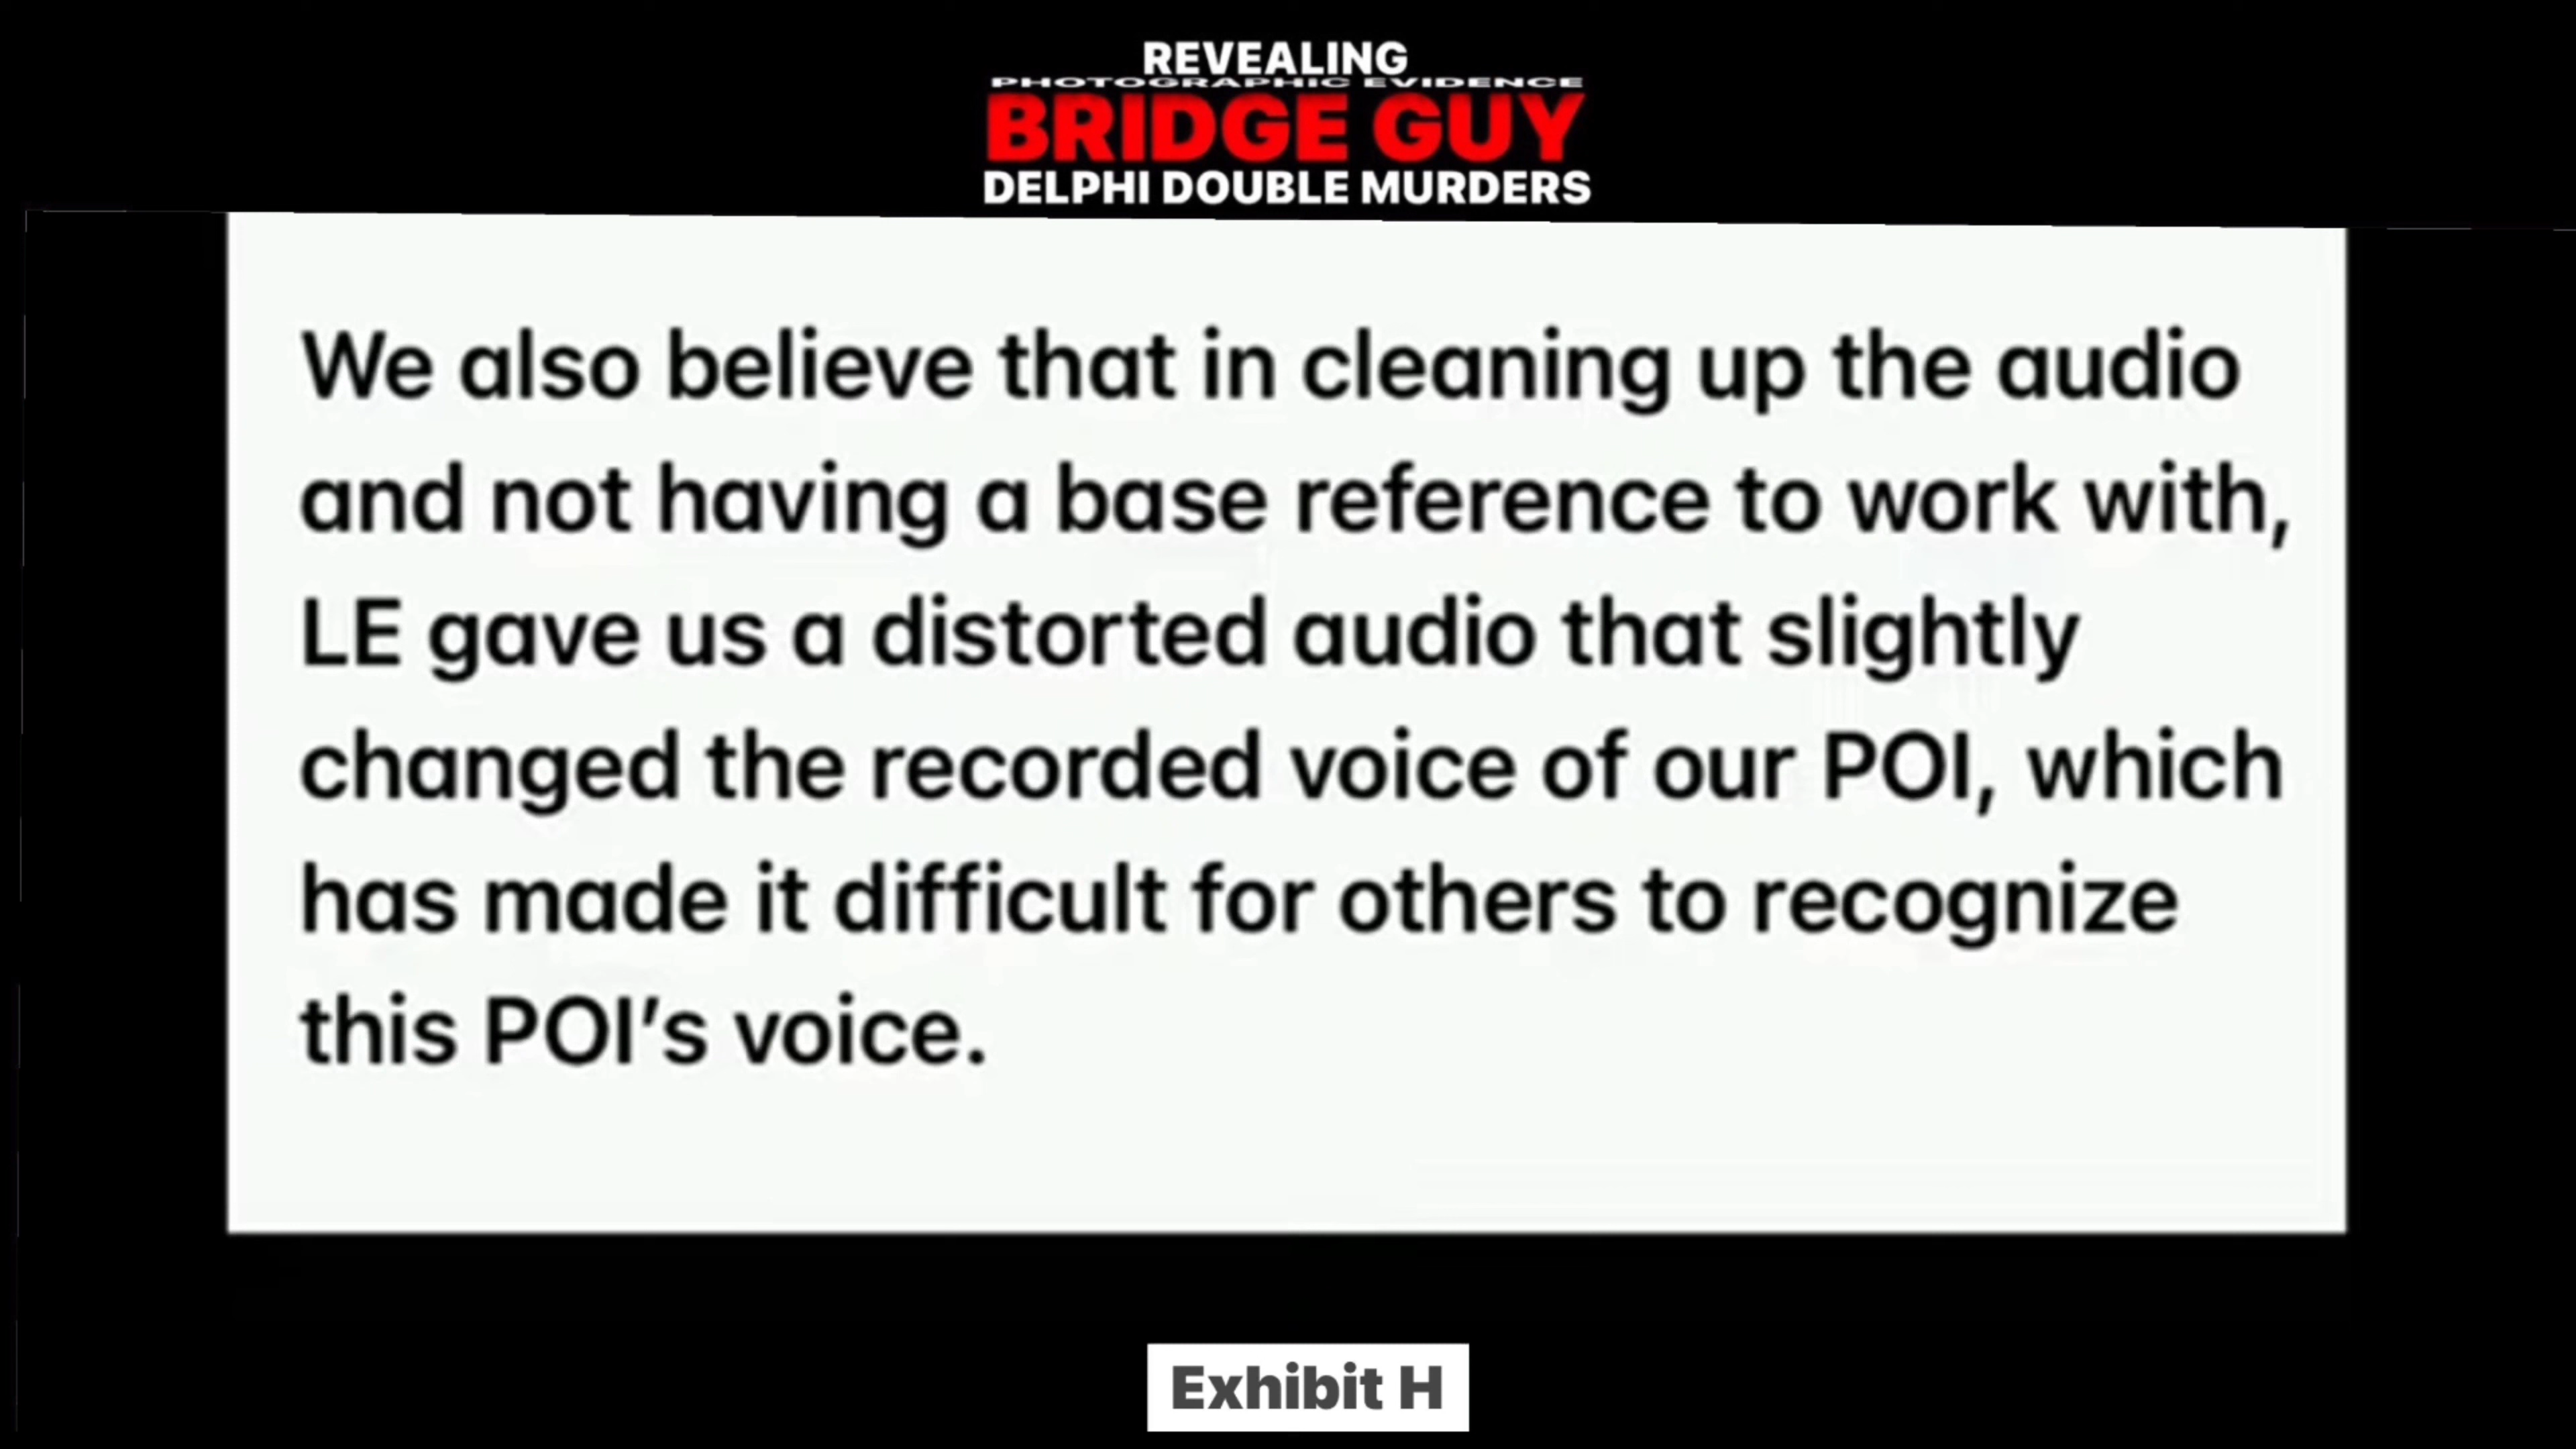 REVEALING
PHOTOGRAPHIC EVIDENCE
BRIDGE GUY
DELPHI DOUBLE MURDERS
We also believe that in cleaning up the audio
and not having a base reference to work with,
LE gave us a distorted audio that slightly
changed the recorded voice of our POI, which
has made it difficult for others to recognize
this POI’s voice.
Exhibit H